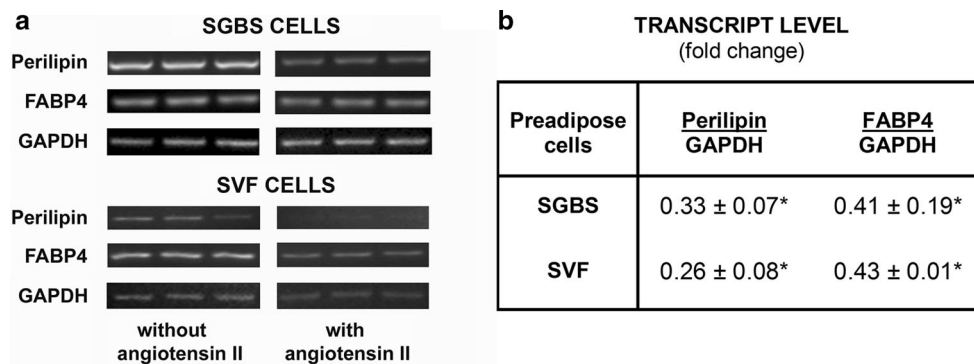 a
SGBS CELLS
Perilipin
FABP4
GAPDH
SVF CELLS
Perilipin
FABP4
GAPDH
without
angiotensin II
with
angiotensin II
b
TRANSCRIPT LEVEL
(fold change)
Preadipose
cells
Perilipin
GAPDH
FABP4
GAPDH
SGBS 0.33 ± 0.07* 0.41 ± 0.19*
SVF 0.26 ± 0.08* 0.43 ± 0.01*